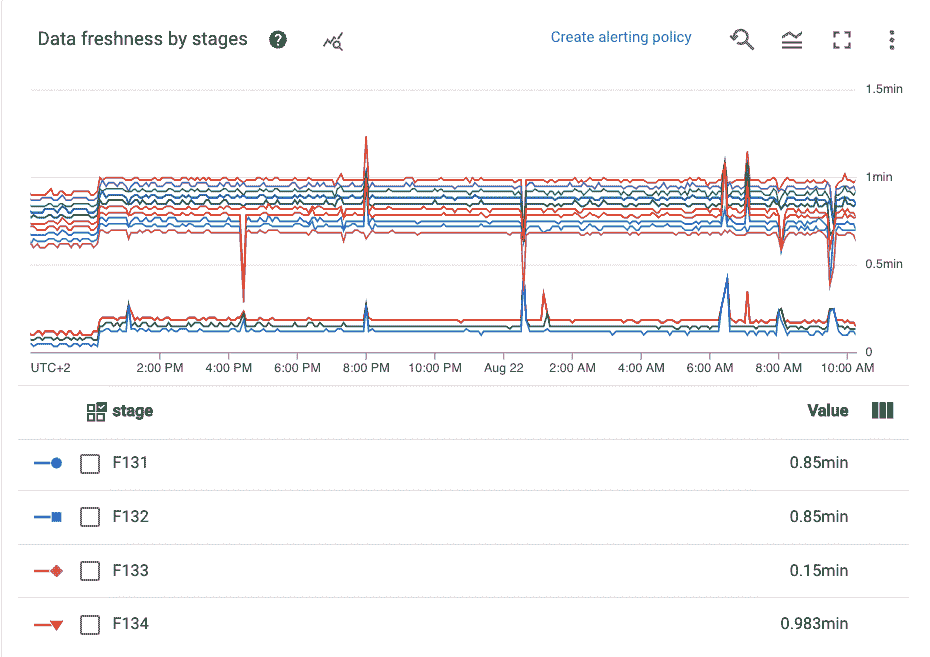 Data freshness by stages ? Create alerting policy
1.5min
1min
0.5min
0
UTC+2 2:00 PM 4:00 PM 6:00 PM 8:00 PM 10:00 PM Aug 22 2:00 AM 4:00 AM 6:00 AM 8:00 AM 10:00 AM
stage Value
F131 0.85min
F132 0.85min
F133 0.15min
F134 0.983min